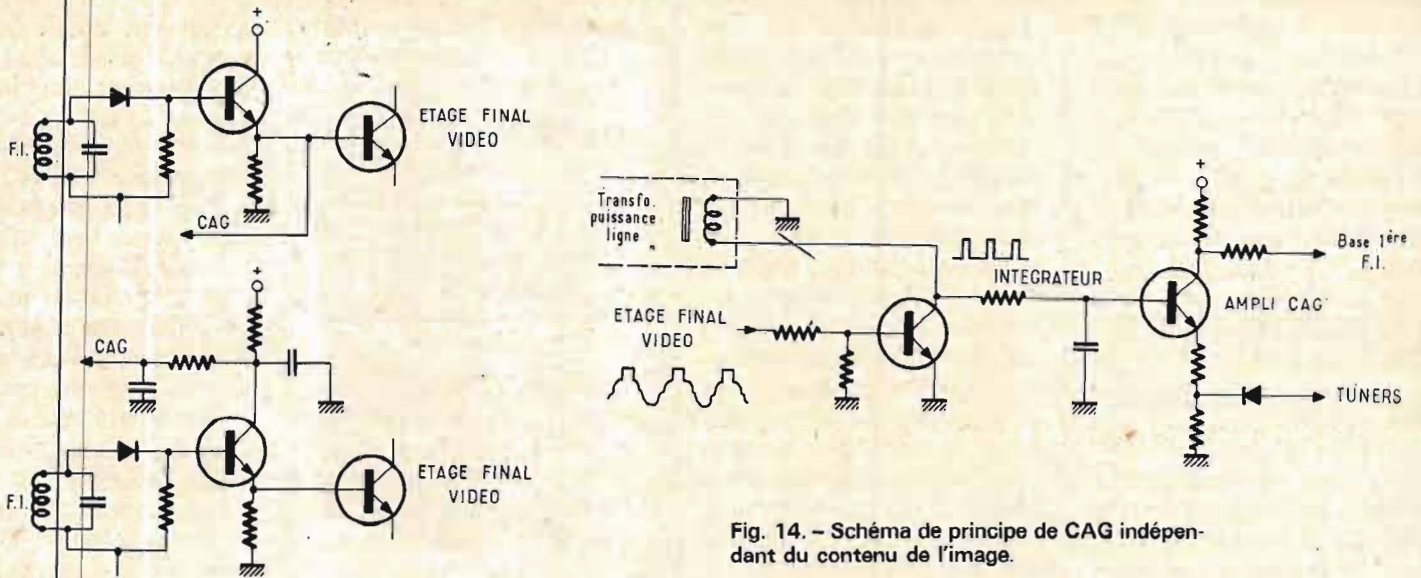 +
F.I.
ETAGE FINAL
VIDEO
CAG
+
CAG
F.I.
ETAGE FINAL
VIDEO
Transfo.
puissance
ligne
ETAGE FINAL
VIDEO
INTEGRATEUR
+
Base 1ère
F.I.
AMPLI CAG
TUNERS
Fig. 14. – Schéma de principe de CAG indépen-
dant du contenu de l'image.